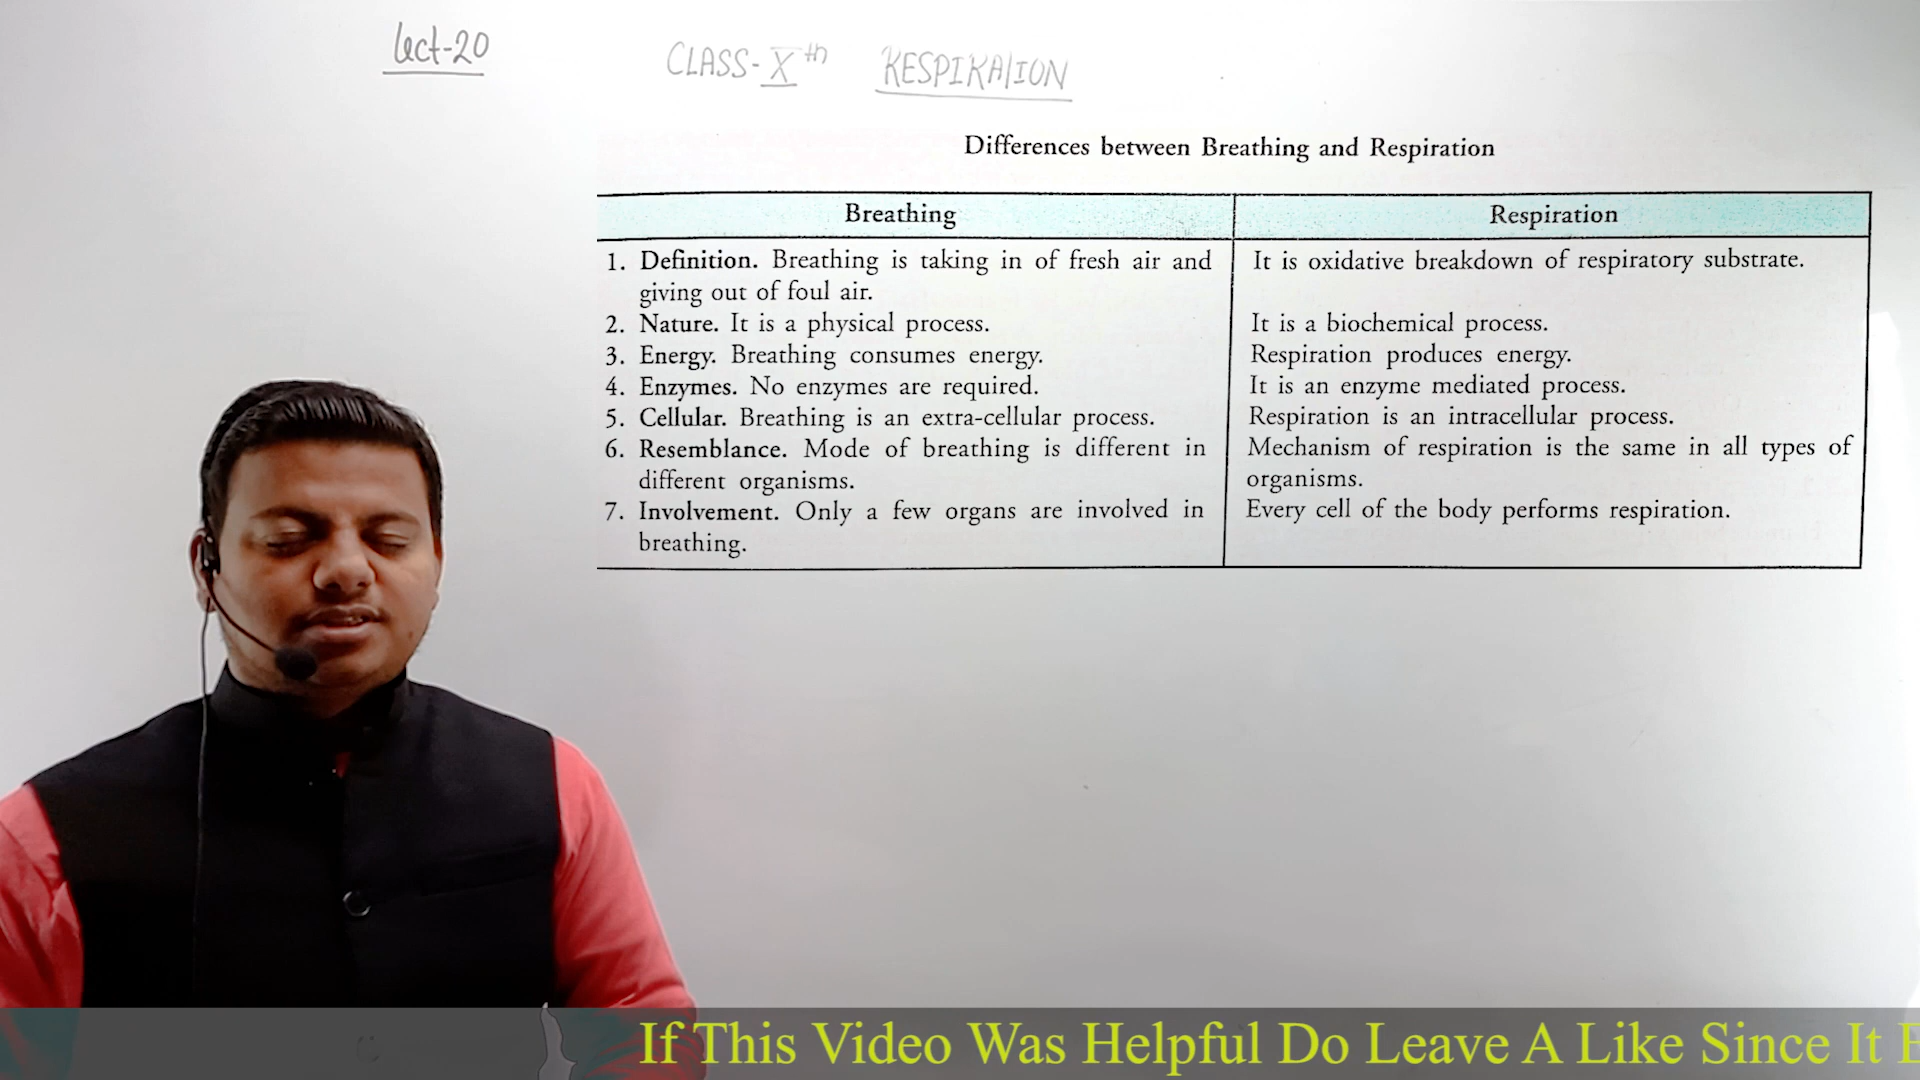 Lect-20
CLASS-Xth RESPIRATION
Differences between Breathing and Respiration
Breathing
Respiration
1. Definition. Breathing is taking in of fresh air and
giving out of foul air.
It is oxidative breakdown of respiratory substrate.
2. Nature. It is a physical process.
It is a biochemical process.
3. Energy. Breathing consumes energy.
Respiration produces energy.
4. Enzymes. No enzymes are required.
It is an enzyme mediated process.
5. Cellular. Breathing is an extra-cellular process.
Respiration is an intracellular process.
6. Resemblance. Mode of breathing is different in
different organisms.
Mechanism of respiration is the same in all types of
organisms.
7. Involvement. Only a few organs are involved in
breathing.
Every cell of the body performs respiration.
If This Video Was Helpful Do Leave A Like Since It